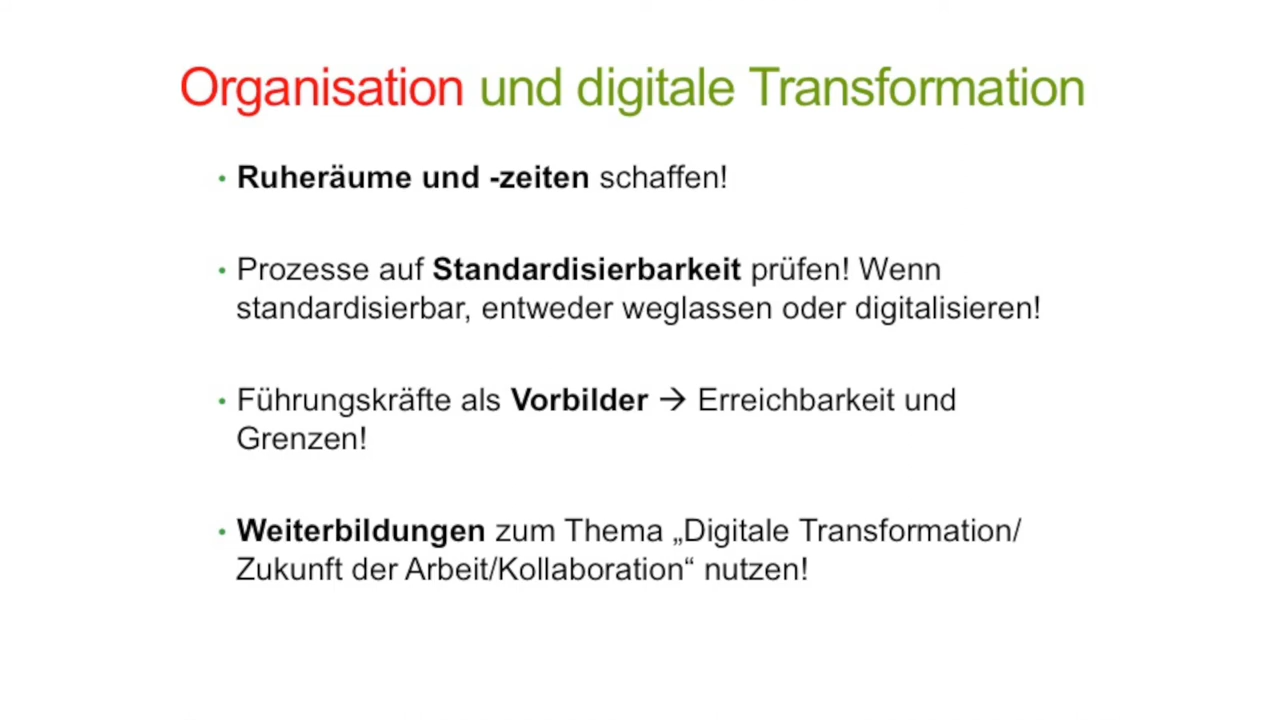 Organisation und digitale Transformation
• Ruheräume und -zeiten schaffen!
• Prozesse auf Standardisierbarkeit prüfen! Wenn
standardisierbar, entweder weglassen oder digitalisieren!
• Führungskräfte als Vorbilder → Erreichbarkeit und
Grenzen!
• Weiterbildungen zum Thema „Digitale Transformation/
Zukunft der Arbeit/Kollaboration“ nutzen!